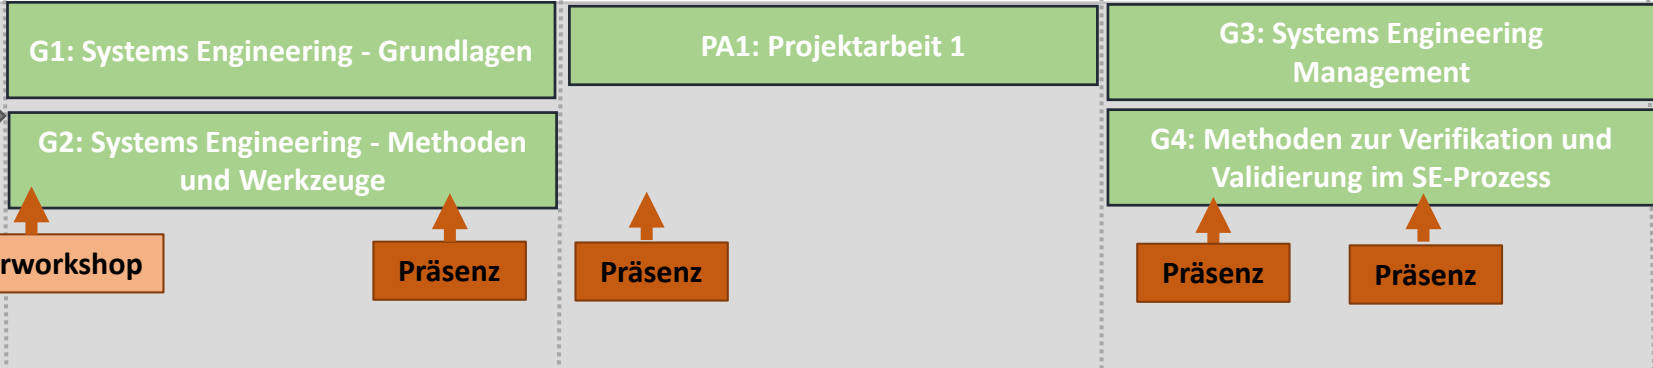 G1: Systems Engineering - Grundlagen
PA1: Projektarbeit 1
G3: Systems Engineering
Management
G2: Systems Engineering - Methoden
und Werkzeuge
G4: Methoden zur Verifikation und
Validierung im SE-Prozess
rworkshop
Präsenz
Präsenz
Präsenz
Präsenz